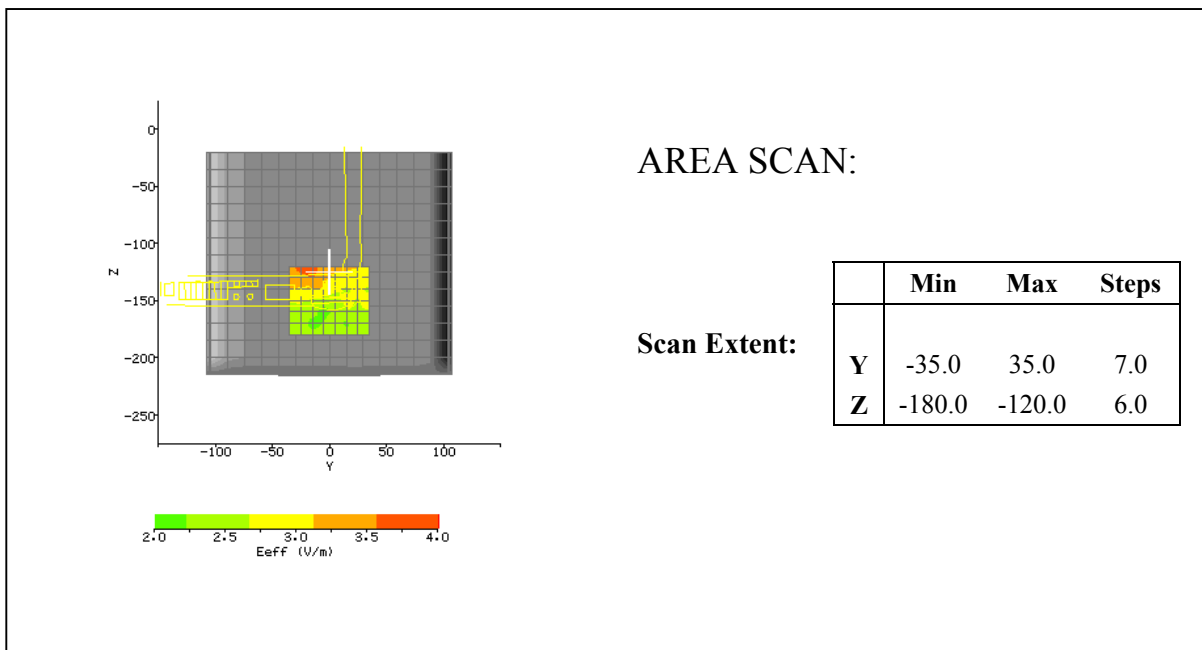 AREA SCAN:
Scan Extent:
Min Max Steps
Y -35.0 35.0 7.0
Z -180.0 -120.0 6.0
0
-50
-100
-150
-200
-250
Z
-100 -50 0 50 100
Y
2.0 2.5 3.0 3.5 4.0
Eeff (V/m)